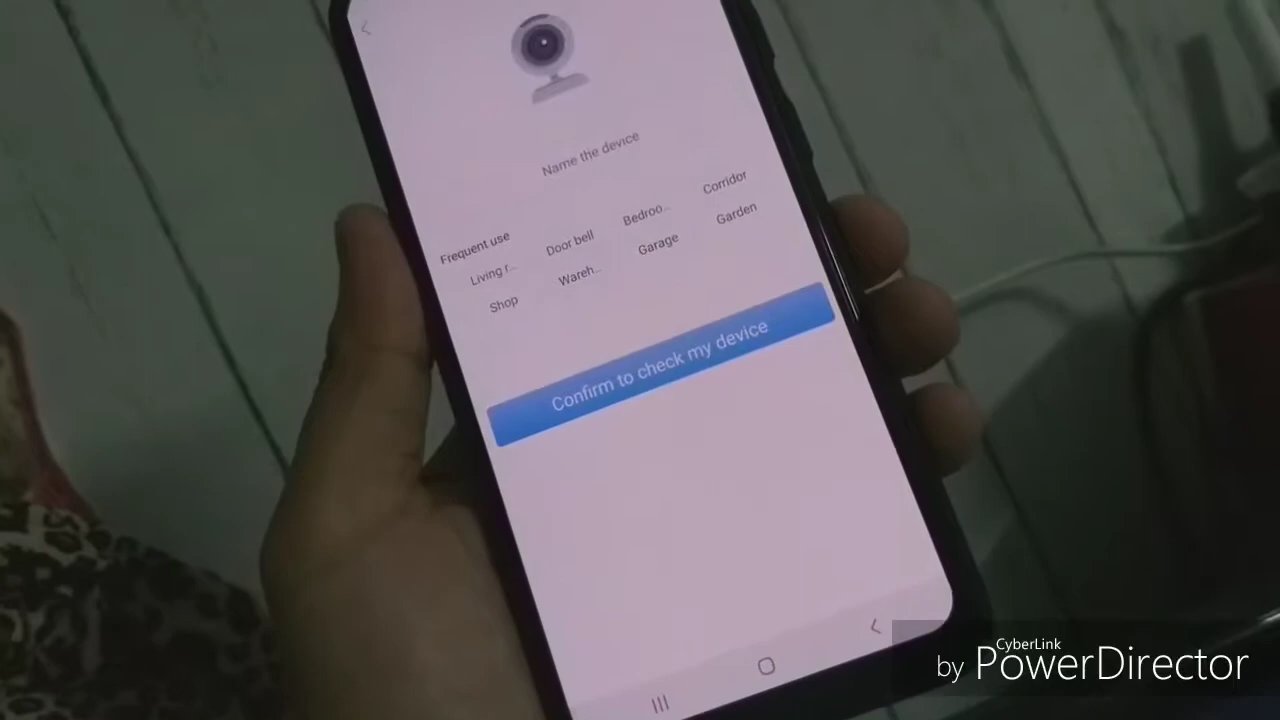 Name the device
Frequent use
Living r... Door bell Bedroo... Corridor
Shop Wareh... Garage Garden
Confirm to check my device
CyberLink
by PowerDirector